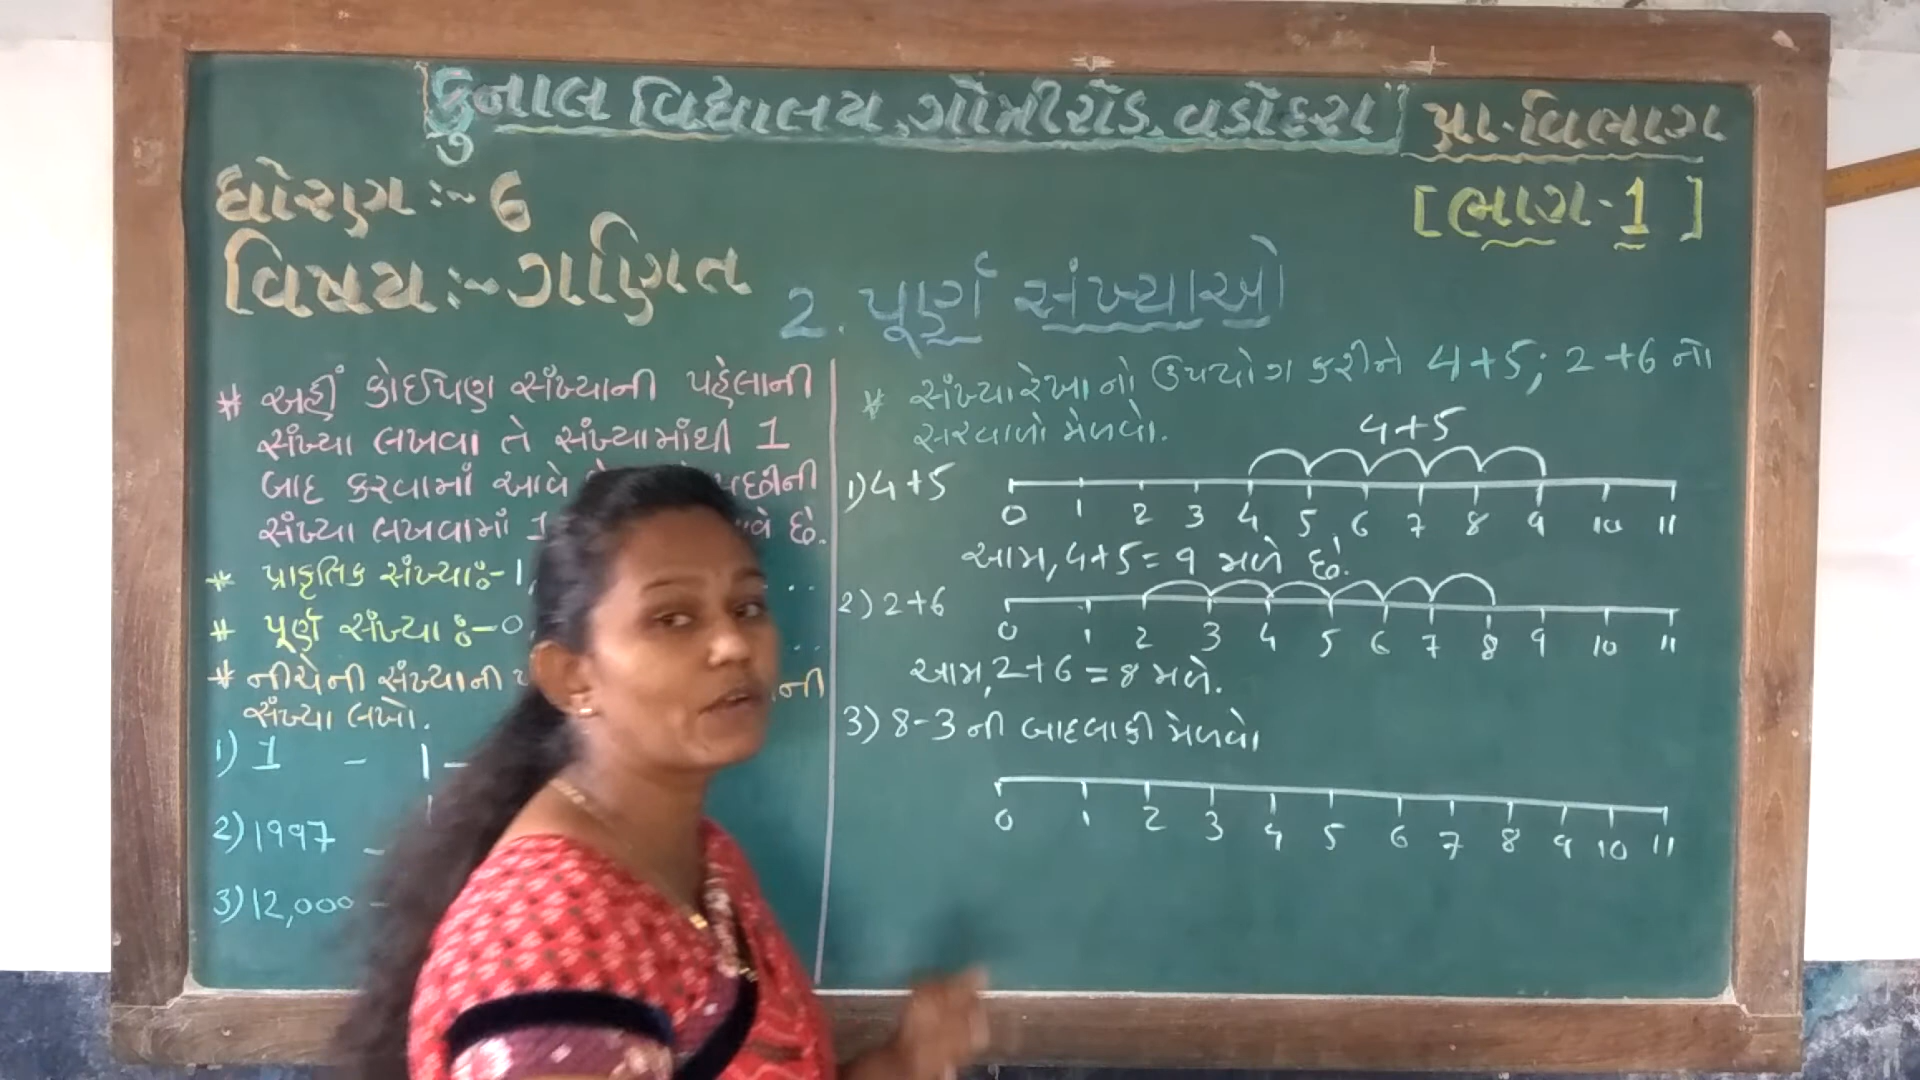 કુનાલ વિદ્યાલય, ગોત્રીરોડ, વડોદરા" પ્રા-વિભાગ
ધોરણ :- 6
[ભાગ-1]
વિષય :- ગણિત
2. પૂર્ણ સંખ્યાઓ
* અહીં કોઈપણ સંખ્યાની પહેલાની
સંખ્યા લખવા તે સંખ્યામાંથી 1
બાદ કરવામાં આવે પછીની
સંખ્યા લખવામાં 1 છે.
* પ્રાકૃતિક સંખ્યાઃ- 1, ..
* પૂર્ણ સંખ્યાઃ- 0, ..
* નીચેની સંખ્યાની ની
સંખ્યા લખો.
1) 1 - 1 -
2) 1997 -
3) 12,000 -
* સંખ્યારેખાનો ઉપયોગ કરીને 4+5; 2+6 નો
સરવાળો મેળવો.
4+5
1) 4+5
0 1 2 3 4 5 6 7 8 9 10 11
આમ, 4+5 = 9 મળે છે.
2) 2+6
0 1 2 3 4 5 6 7 8 9 10 11
આમ, 2+6 = 8 મળે.
3) 8-3 ની બાદબાકી મેળવો
0 1 2 3 4 5 6 7 8 9 10 11